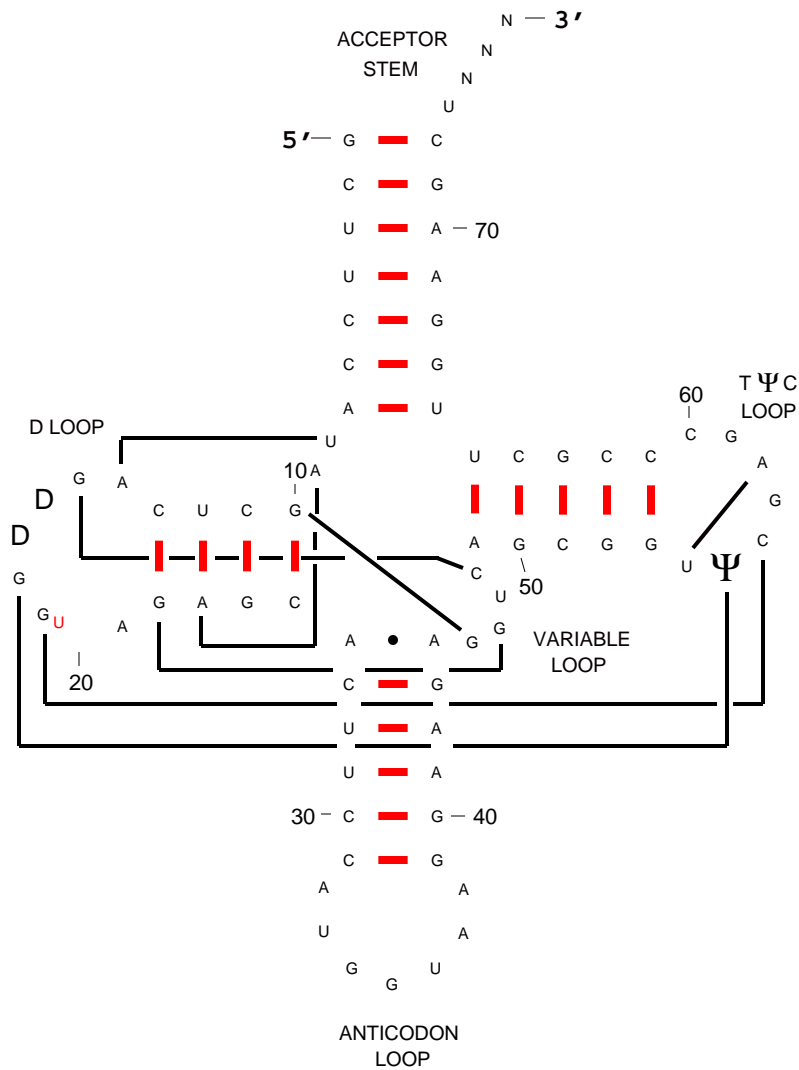 N — 3′
ACCEPTOR
STEM
N
N
U
5′ — G C
C G
U A — 70
U A
C G
C G
A U
T Ψ C
LOOP
60
C G
D LOOP
U
U C G C C
A
G A
10 A
D
G
C U C G
D
A G C G G U Ψ C
C
50
G
U
G A G C
G U
A
A • A G G
VARIABLE
LOOP
20
C G
U A
U A
30 — C G — 40
C G
A A
U A
G U
G
ANTICODON
LOOP